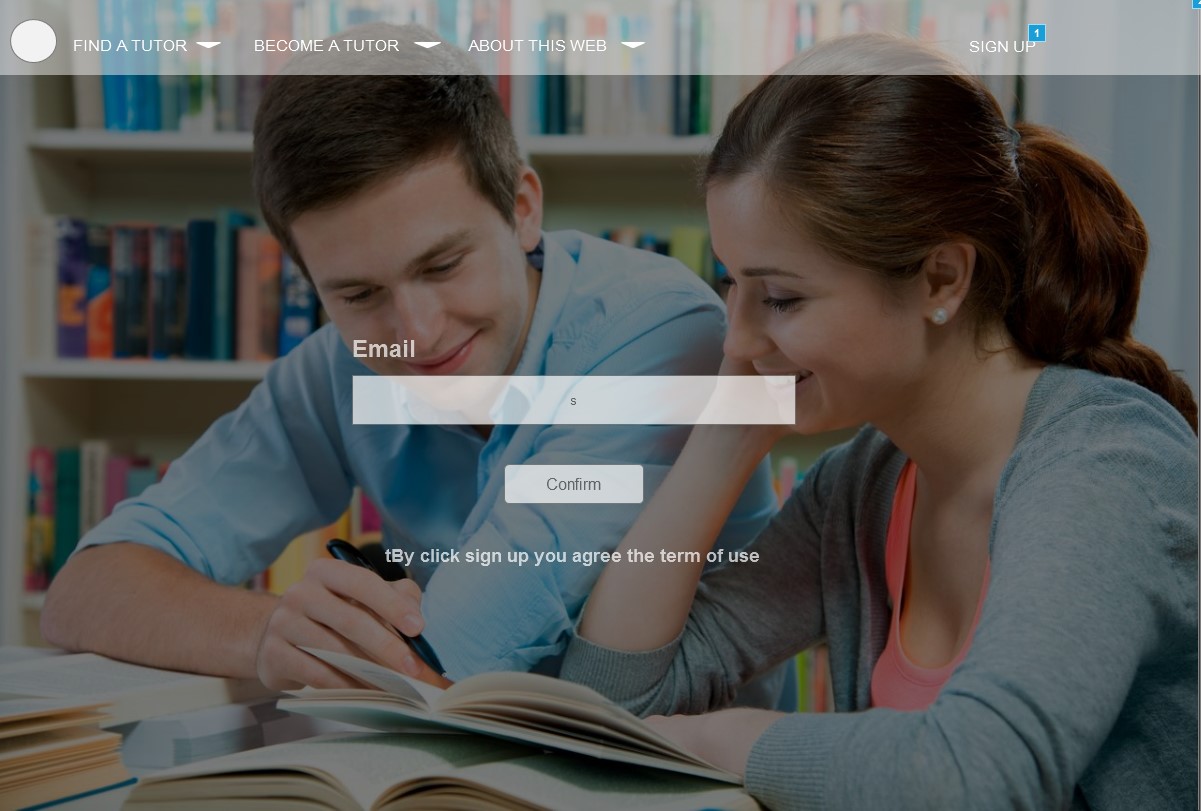 FIND A TUTOR
BECOME A TUTOR
ABOUT THIS WEB
SIGN UP
1
Email
s
Confirm
tBy click sign up you agree the term of use